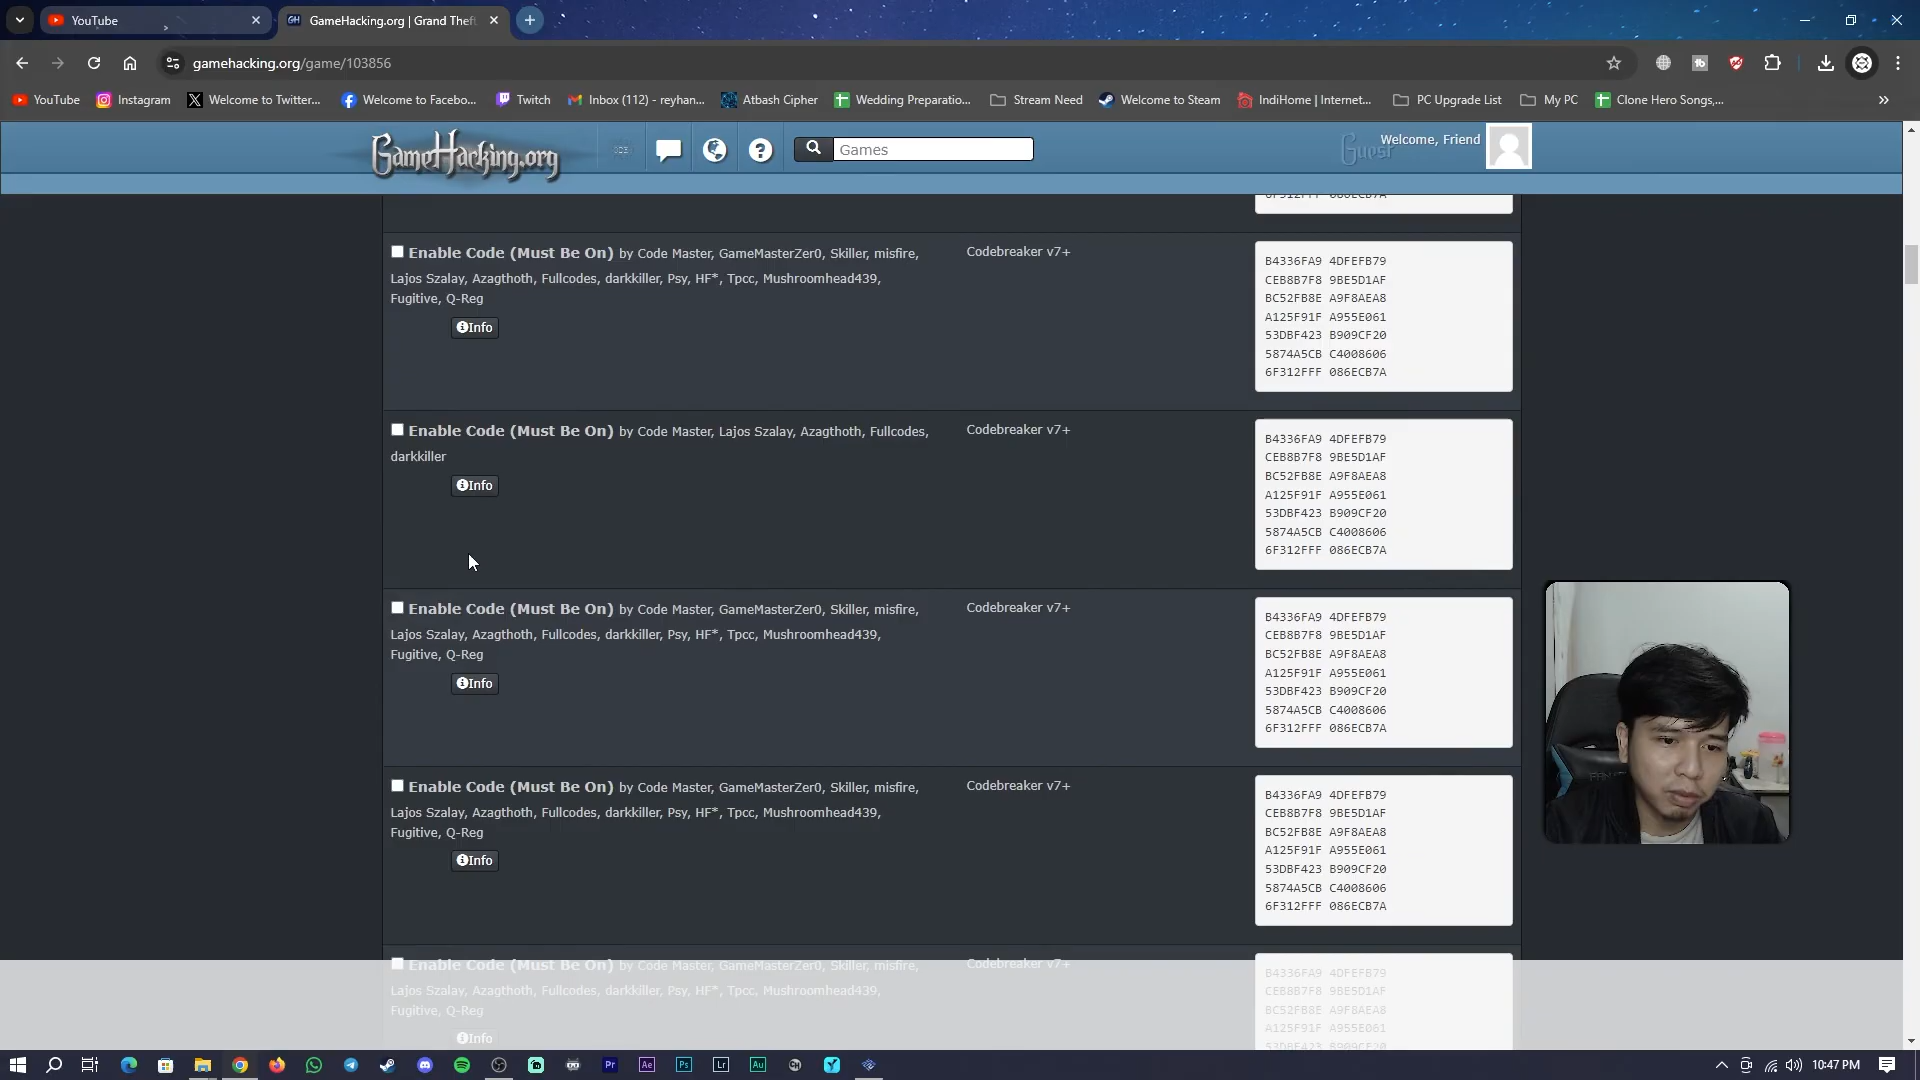 YouTube
GameHacking.org | Grand Thef
gamehacking.org/game/103856
YouTube
Instagram
Welcome to Twitter...
Welcome to Facebo...
Twitch
Inbox (112) - reyhan...
Atbash Cipher
Wedding Preparatio...
Stream Need
Welcome to Steam
IndiHome | Internet...
PC Upgrade List
My PC
Clone Hero Songs,...
GameHacking.org
Games
Guest
Welcome, Friend
6F312FFF 086ECB7A
Enable Code (Must Be On) by Code Master, GameMasterZer0, Skiller, misfire,
Lajos Szalay, Azagthoth, Fullcodes, darkkiller, Psy, HF*, Tpcc, Mushroomhead439,
Fugitive, Q-Reg
Info
Codebreaker v7+
B4336FA9 4DFEFB79
CEB8B7F8 9BE5D1AF
BC52FB8E A9F8AEA8
A125F91F A955E061
53DBF423 B909CF20
5874A5CB C4008606
6F312FFF 086ECB7A
Enable Code (Must Be On) by Code Master, Lajos Szalay, Azagthoth, Fullcodes,
darkkiller
Info
Codebreaker v7+
B4336FA9 4DFEFB79
CEB8B7F8 9BE5D1AF
BC52FB8E A9F8AEA8
A125F91F A955E061
53DBF423 B909CF20
5874A5CB C4008606
6F312FFF 086ECB7A
Enable Code (Must Be On) by Code Master, GameMasterZer0, Skiller, misfire,
Lajos Szalay, Azagthoth, Fullcodes, darkkiller, Psy, HF*, Tpcc, Mushroomhead439,
Fugitive, Q-Reg
Info
Codebreaker v7+
B4336FA9 4DFEFB79
CEB8B7F8 9BE5D1AF
BC52FB8E A9F8AEA8
A125F91F A955E061
53DBF423 B909CF20
5874A5CB C4008606
6F312FFF 086ECB7A
Enable Code (Must Be On) by Code Master, GameMasterZer0, Skiller, misfire,
Lajos Szalay, Azagthoth, Fullcodes, darkkiller, Psy, HF*, Tpcc, Mushroomhead439,
Fugitive, Q-Reg
Info
Codebreaker v7+
B4336FA9 4DFEFB79
CEB8B7F8 9BE5D1AF
BC52FB8E A9F8AEA8
A125F91F A955E061
53DBF423 B909CF20
5874A5CB C4008606
6F312FFF 086ECB7A
Enable Code (Must Be On) by Code Master, GameMasterZer0, Skiller, misfire,
Lajos Szalay, Azagthoth, Fullcodes, darkkiller, Psy, HF*, Tpcc, Mushroomhead439,
Fugitive, Q-Reg
Info
Codebreaker v7+
B4336FA9 4DFEFB79
CEB8B7F8 9BE5D1AF
BC52FB8E A9F8AEA8
A125F91F A955E061
53DBF423 B909CF20
10:47 PM